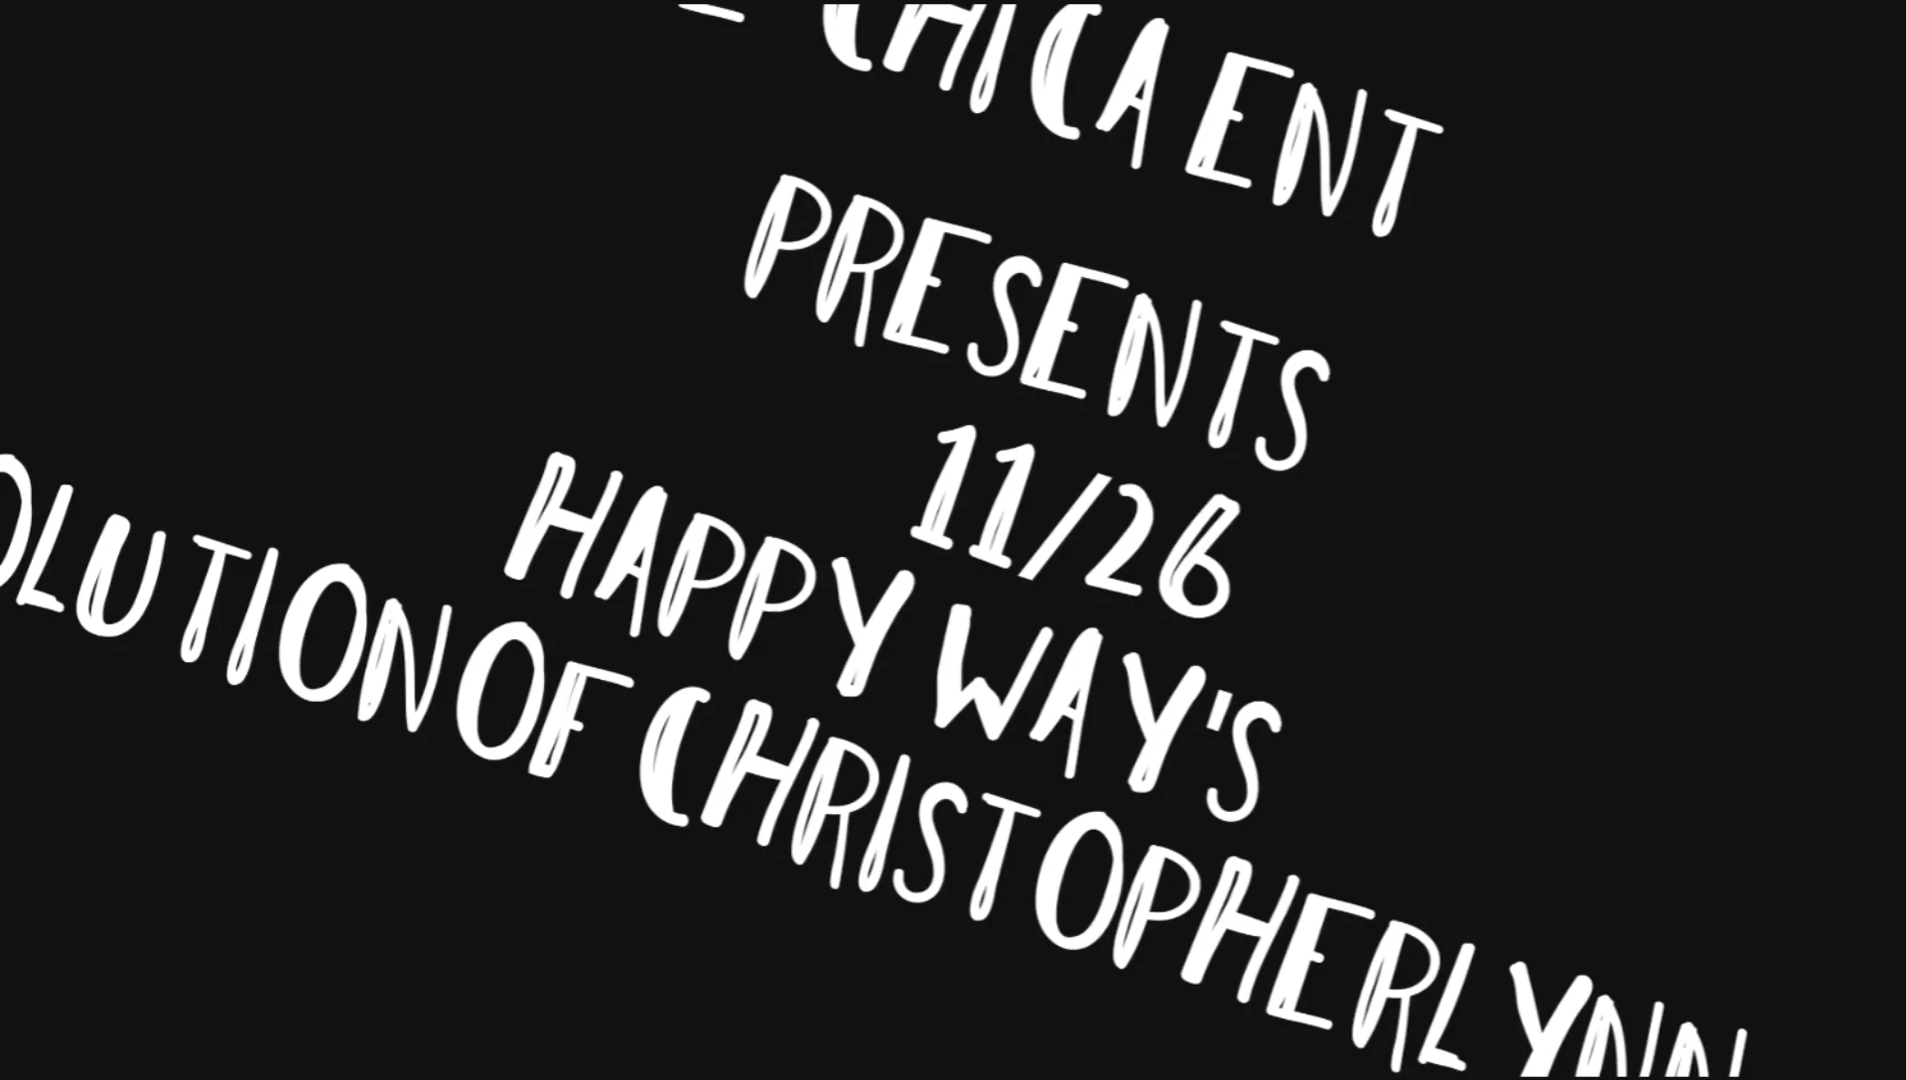 CHICA ENT
PRESENTS
11/26
HAPPY WAY'S
OLUTION OF CHRISTOPHER LYNN